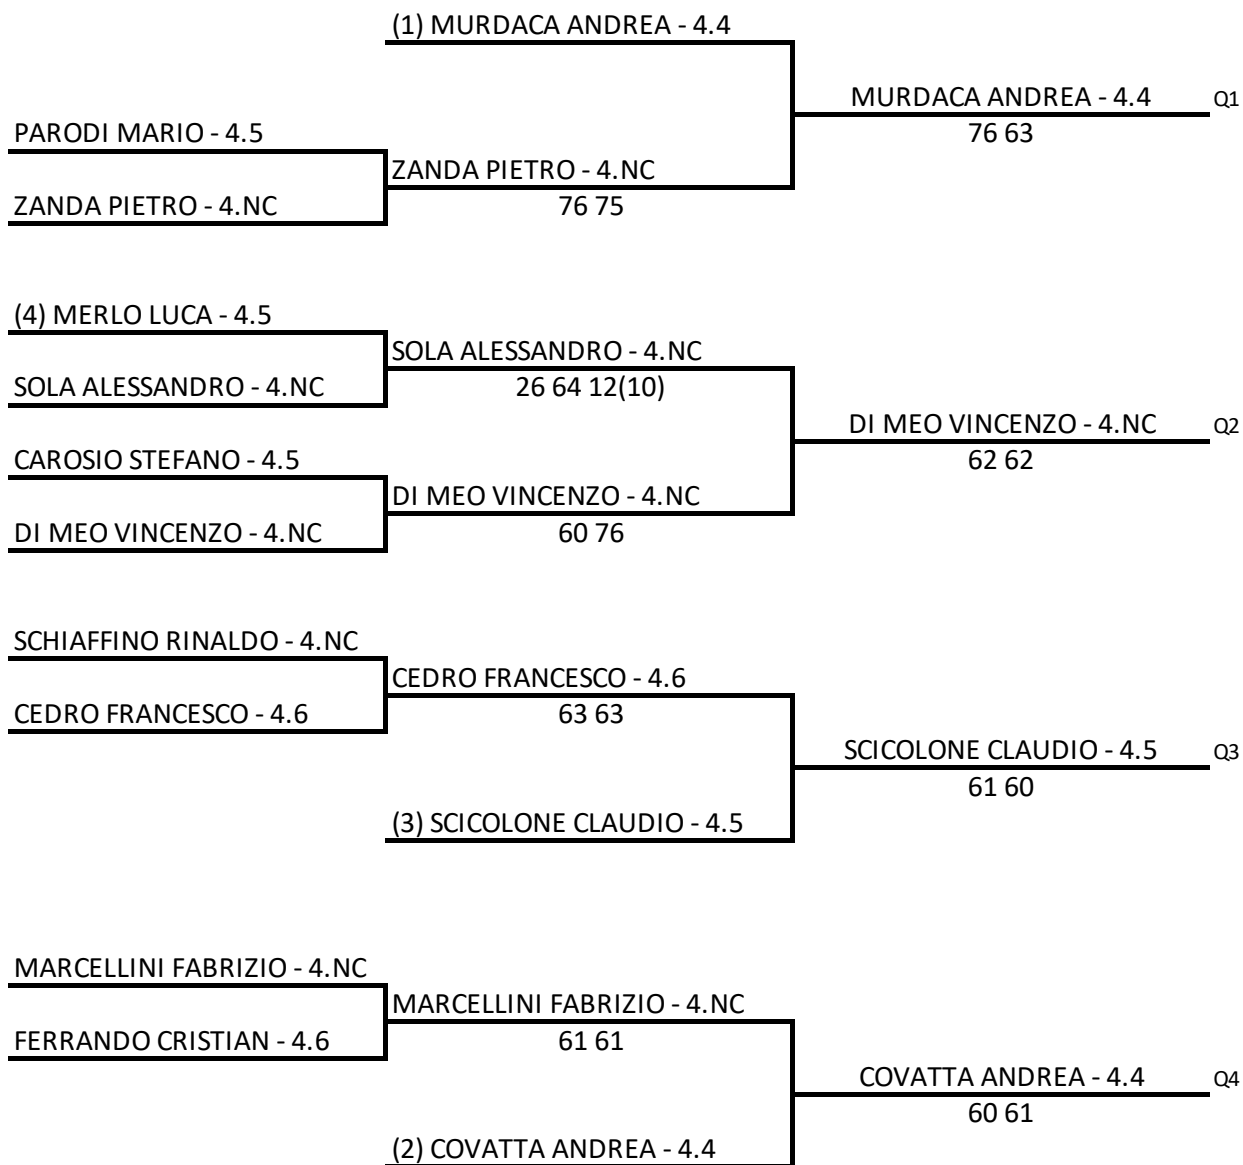 (1) MURDACA ANDREA - 4.4
MURDACA ANDREA - 4.4 Q1
PARODI MARIO - 4.5
76 63
ZANDA PIETRO - 4.NC
ZANDA PIETRO - 4.NC
76 75
(4) MERLO LUCA - 4.5
SOLA ALESSANDRO - 4.NC
SOLA ALESSANDRO - 4.NC
26 64 12(10)
DI MEO VINCENZO - 4.NC Q2
CAROSIO STEFANO - 4.5
62 62
DI MEO VINCENZO - 4.NC
DI MEO VINCENZO - 4.NC
60 76
SCHIAFFINO RINALDO - 4.NC
CEDRO FRANCESCO - 4.6
CEDRO FRANCESCO - 4.6
63 63
SCICOLONE CLAUDIO - 4.5 Q3
61 60
(3) SCICOLONE CLAUDIO - 4.5
MARCELLINI FABRIZIO - 4.NC
MARCELLINI FABRIZIO - 4.NC
FERRANDO CRISTIAN - 4.6
61 61
COVATTA ANDREA - 4.4 Q4
60 61
(2) COVATTA ANDREA - 4.4